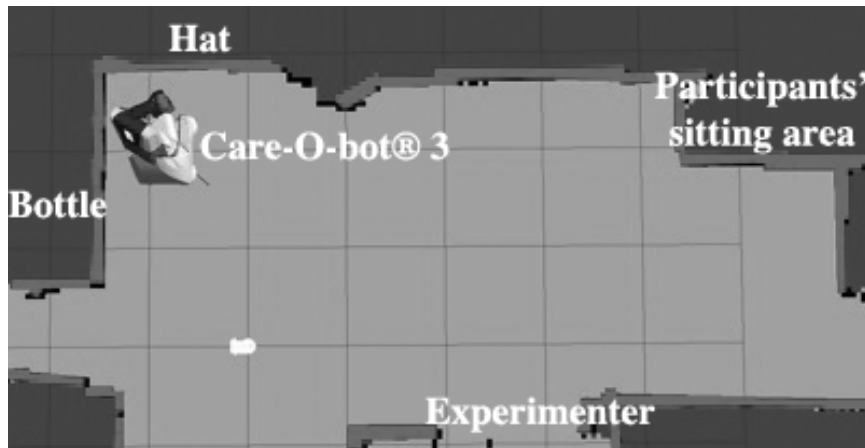 Hat
Participants’
sitting area
Care-O-bot® 3
Bottle
Experimenter